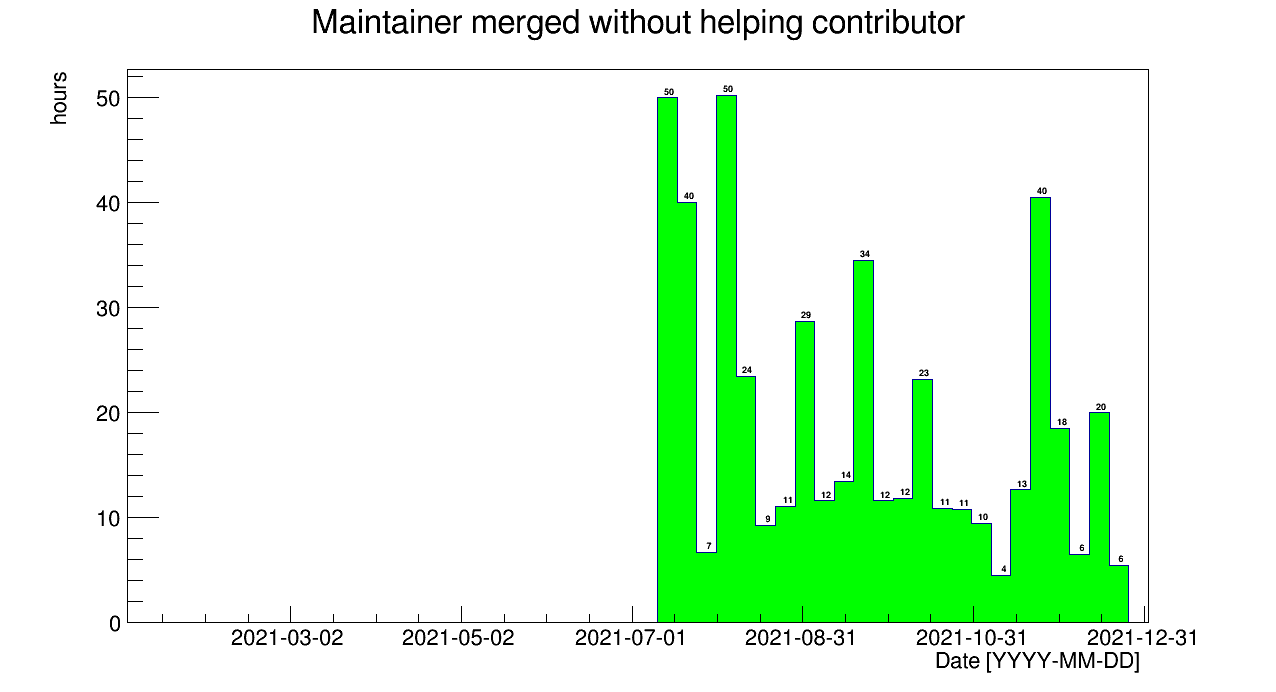 Maintainer merged without helping contributor
hours
50
40
30
20
10
0
50 40 7 50 24 9 11 29 12 14 34 12 12 23 11 11 10 4 13 40 18 6 20 6
2021-03-02 2021-05-02 2021-07-01 2021-08-31 2021-10-31 2021-12-31
Date [YYYY-MM-DD]